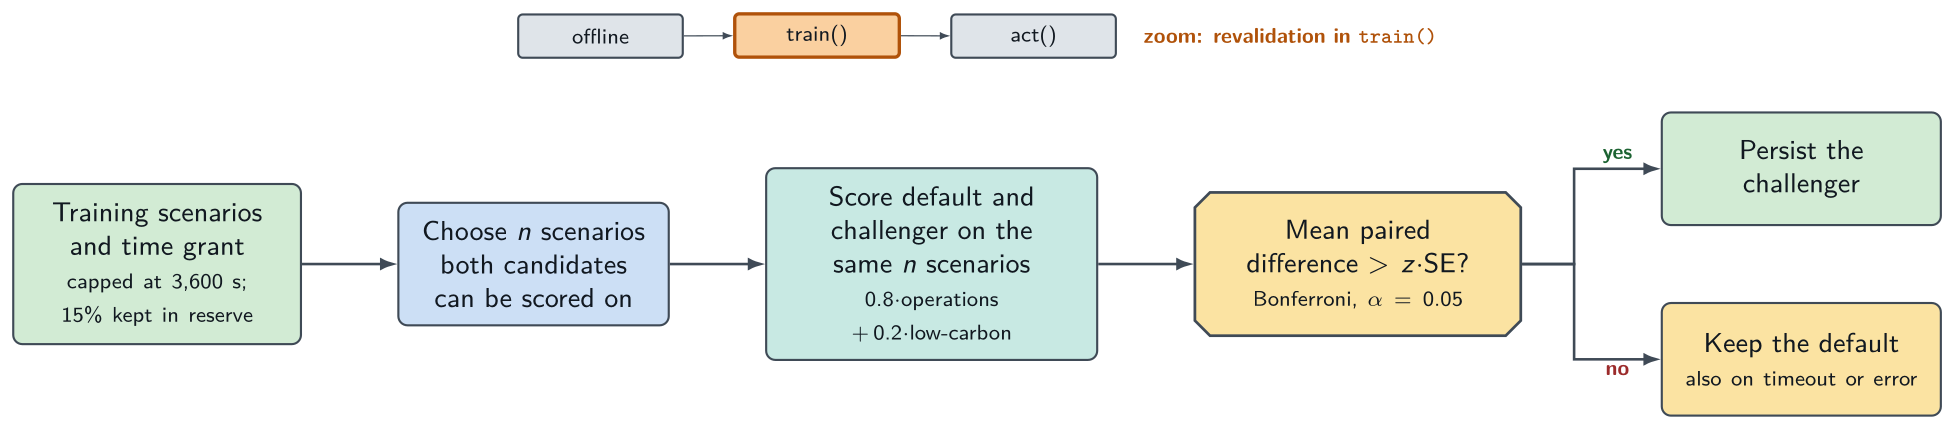 offline
train()
act()
zoom: revalidation in train()
Training scenarios
and time grant
capped at 3,600 s;
15% kept in reserve
Choose n scenarios
both candidates
can be scored on
Score default and
challenger on the
same n scenarios
0.8·operations
+ 0.2·low-carbon
Mean paired
difference > z·SE?
Bonferroni, α = 0.05
yes
Persist the
challenger
no
Keep the default
also on timeout or error